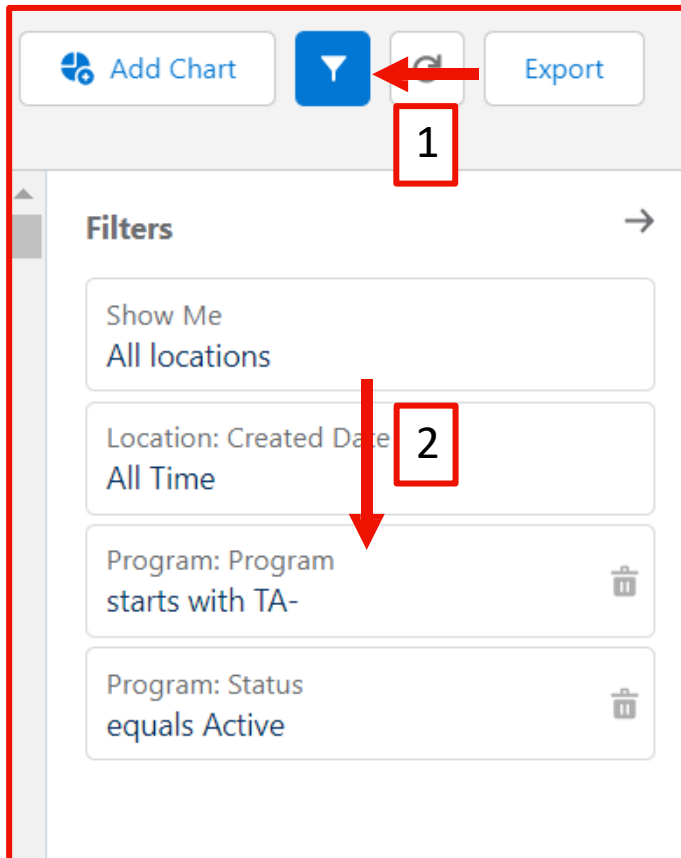 Add Chart
Export
1
Filters
Show Me
All locations
Location: Created Date
2
All Time
Program: Program
starts with TA-
Program: Status
equals Active